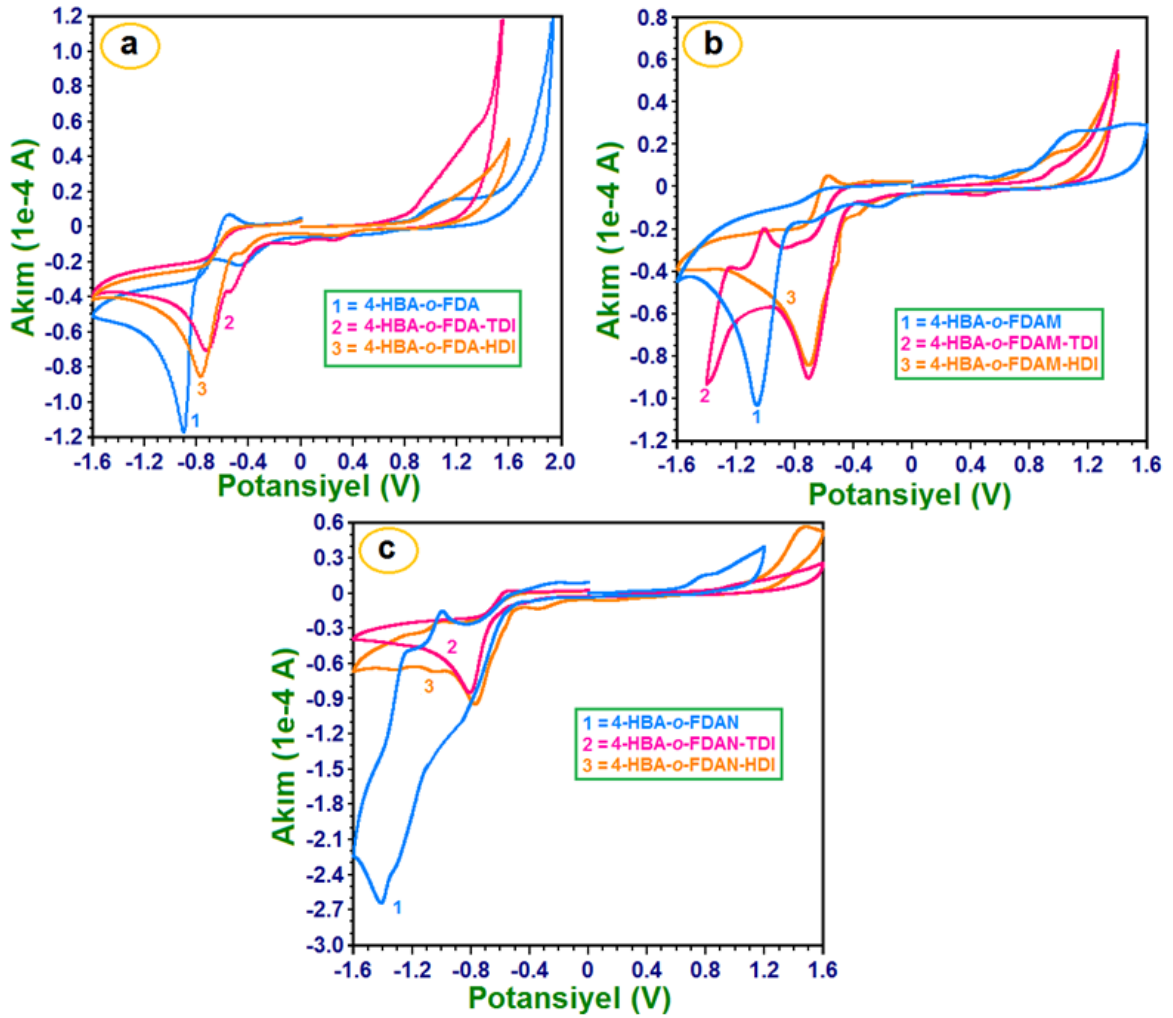 a
1.2
1.0
0.8
0.6
0.4
0.2
0
-0.2
-0.4
-0.6
-0.8
-1.0
-1.2
Akım (1e-4 A)
2
3
1
1 = 4-HBA-o-FDA
2 = 4-HBA-o-FDA-TDI
3 = 4-HBA-o-FDA-HDI
-1.6 -1.2 -0.8 -0.4 0 0.4 0.8 1.2 1.6 2.0
Potansiyel (V)
b
0.8
0.6
0.4
0.2
0
-0.2
-0.4
-0.6
-0.8
-1.0
-1.2
Akım (1e-4 A)
3
2
1
1 = 4-HBA-o-FDAM
2 = 4-HBA-o-FDAM-TDI
3 = 4-HBA-o-FDAM-HDI
-1.6 -1.2 -0.8 -0.4 0 0.4 0.8 1.2 1.6
Potansiyel (V)
c
0.6
0.3
0
-0.3
-0.6
-0.9
-1.2
-1.5
-1.8
-2.1
-2.4
-2.7
-3.0
Akım (1e-4 A)
2
3
1
1 = 4-HBA-o-FDAN
2 = 4-HBA-o-FDAN-TDI
3 = 4-HBA-o-FDAN-HDI
-1.6 -1.2 -0.8 -0.4 0 0.4 0.8 1.2 1.6
Potansiyel (V)